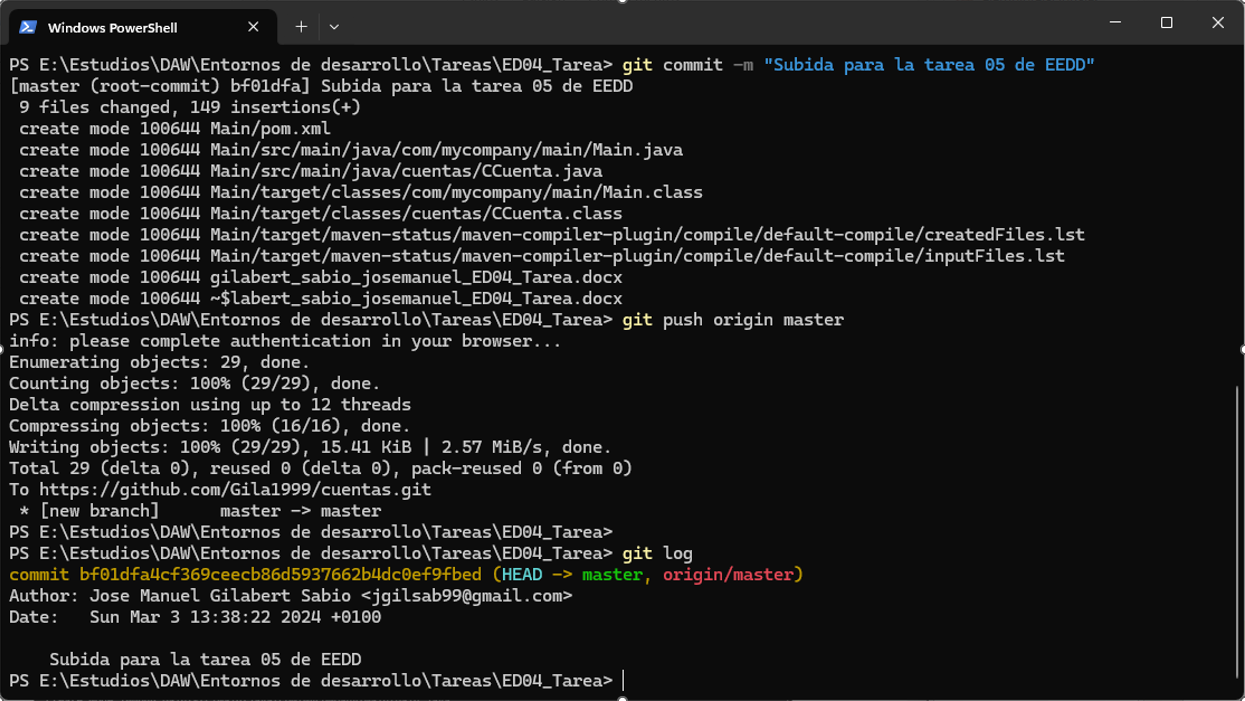 Windows PowerShell
PS E:\Estudios\DAW\Entornos de desarrollo\Tareas\ED04_Tarea> git commit -m "Subida para la tarea 05 de EEDD"
[master (root-commit) bf01dfa] Subida para la tarea 05 de EEDD
 9 files changed, 149 insertions(+)
 create mode 100644 Main/pom.xml
 create mode 100644 Main/src/main/java/com/mycompany/main/Main.java
 create mode 100644 Main/src/main/java/cuentas/CCuenta.java
 create mode 100644 Main/target/classes/com/mycompany/main/Main.class
 create mode 100644 Main/target/classes/cuentas/CCuenta.class
 create mode 100644 Main/target/maven-status/maven-compiler-plugin/compile/default-compile/createdFiles.lst
 create mode 100644 Main/target/maven-status/maven-compiler-plugin/compile/default-compile/inputFiles.lst
 create mode 100644 gilabert_sabio_josemanuel_ED04_Tarea.docx
 create mode 100644 ~$labert_sabio_josemanuel_ED04_Tarea.docx
PS E:\Estudios\DAW\Entornos de desarrollo\Tareas\ED04_Tarea> git push origin master
info: please complete authentication in your browser...
Enumerating objects: 29, done.
Counting objects: 100% (29/29), done.
Delta compression using up to 12 threads
Compressing objects: 100% (16/16), done.
Writing objects: 100% (29/29), 15.41 KiB | 2.57 MiB/s, done.
Total 29 (delta 0), reused 0 (delta 0), pack-reused 0 (from 0)
To https://github.com/Gila1999/cuentas.git
 * [new branch]      master -> master
PS E:\Estudios\DAW\Entornos de desarrollo\Tareas\ED04_Tarea>
PS E:\Estudios\DAW\Entornos de desarrollo\Tareas\ED04_Tarea> git log
commit bf01dfa4cf369ceecb86d5937662b4dc0ef9fbed (HEAD -> master, origin/master)
Author: Jose Manuel Gilabert Sabio <jgilsab99@gmail.com>
Date:   Sun Mar 3 13:38:22 2024 +0100
    Subida para la tarea 05 de EEDD
PS E:\Estudios\DAW\Entornos de desarrollo\Tareas\ED04_Tarea>